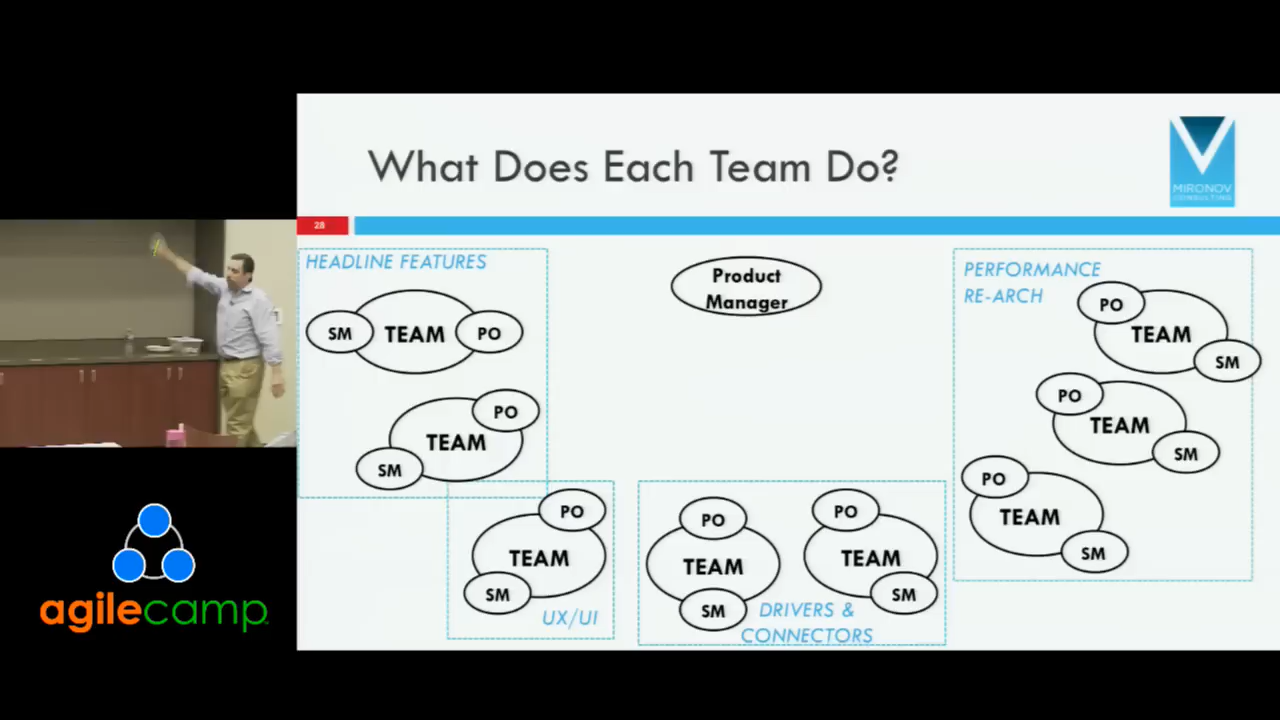 What Does Each Team Do?
MIRONOV
CONSULTING
28
HEADLINE FEATURES
SM
TEAM
PO
PO
TEAM
SM
Product
Manager
PERFORMANCE
RE-ARCH
PO
TEAM
SM
PO
TEAM
SM
PO
TEAM
SM
PO
TEAM
SM
UX/UI
PO
TEAM
SM
PO
TEAM
SM
DRIVERS &
CONNECTORS
agilecamp